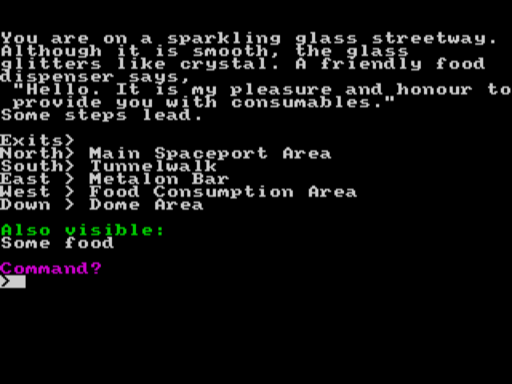 You are on a sparkling glass streetway.
Although it is smooth, the glass
glitters like crystal. A friendly food
dispenser says,
"Hello. It is my pleasure and honour to
provide you with consumables."
Some steps lead.
Exits>
North> Main Spaceport Area
South> Tunnelwalk
East > Metalon Bar
West > Food Consumption Area
Down > Dome Area
Also visible:
Some food
Command?
>